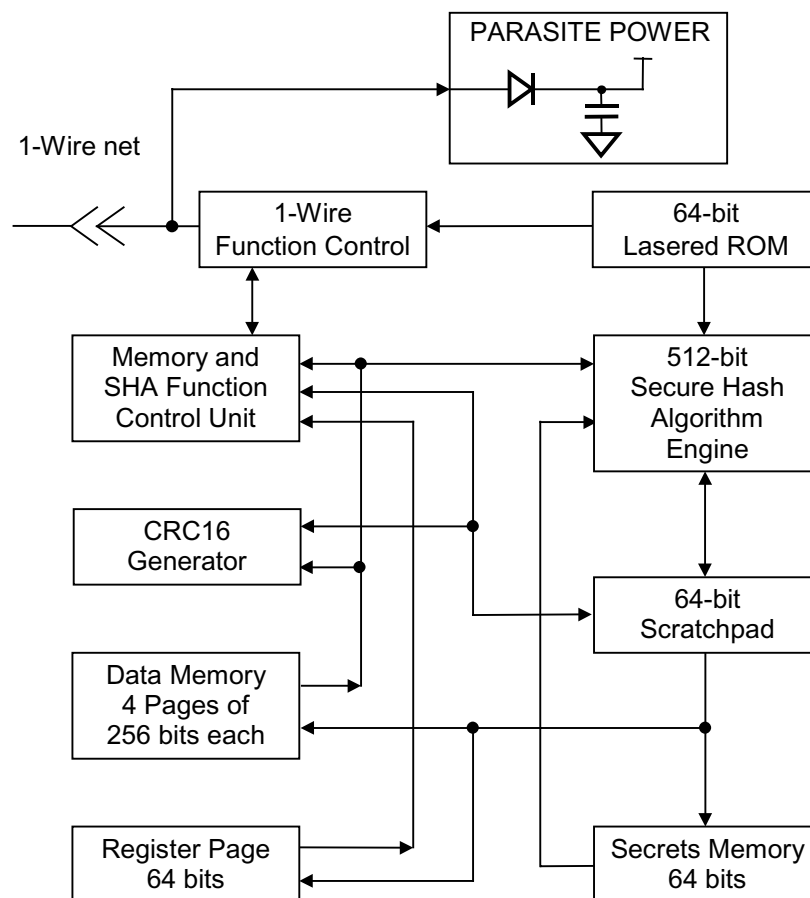 PARASITE POWER
1-Wire net
1-Wire
Function Control
64-bit
Lasered ROM
Memory and
SHA Function
Control Unit
512-bit
Secure Hash
Algorithm
Engine
CRC16
Generator
64-bit
Scratchpad
Data Memory
4 Pages of
256 bits each
Register Page
64 bits
Secrets Memory
64 bits